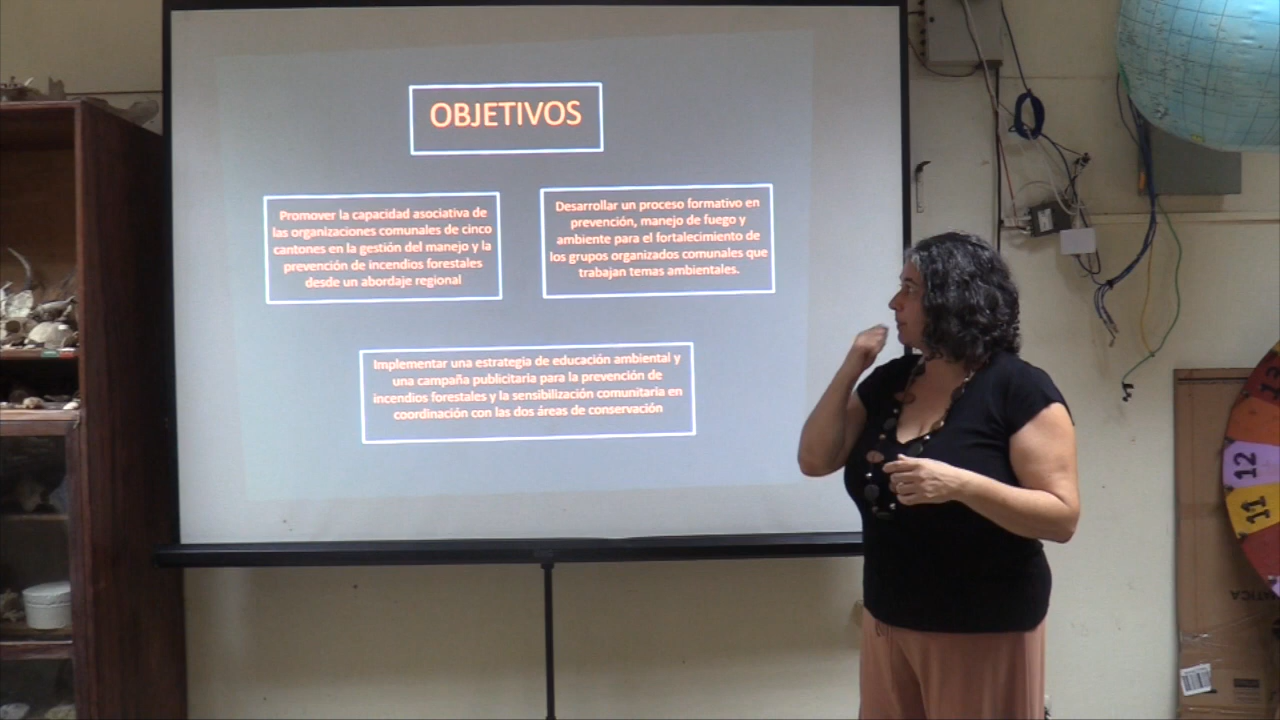 OBJETIVOS
Promover la capacidad asociativa de
las organizaciones comunales de cinco
cantones en la gestión del manejo y la
prevención de incendios forestales
desde un abordaje regional
Desarrollar un proceso formativo en
prevención, manejo de fuego y
ambiente para el fortalecimiento de
los grupos organizados comunales que
trabajan temas ambientales.
Implementar una estrategia de educación ambiental y
una campaña publicitaria para la prevención de
incendios forestales y la sensibilización comunitaria en
coordinación con las dos áreas de conservación
13
12
11